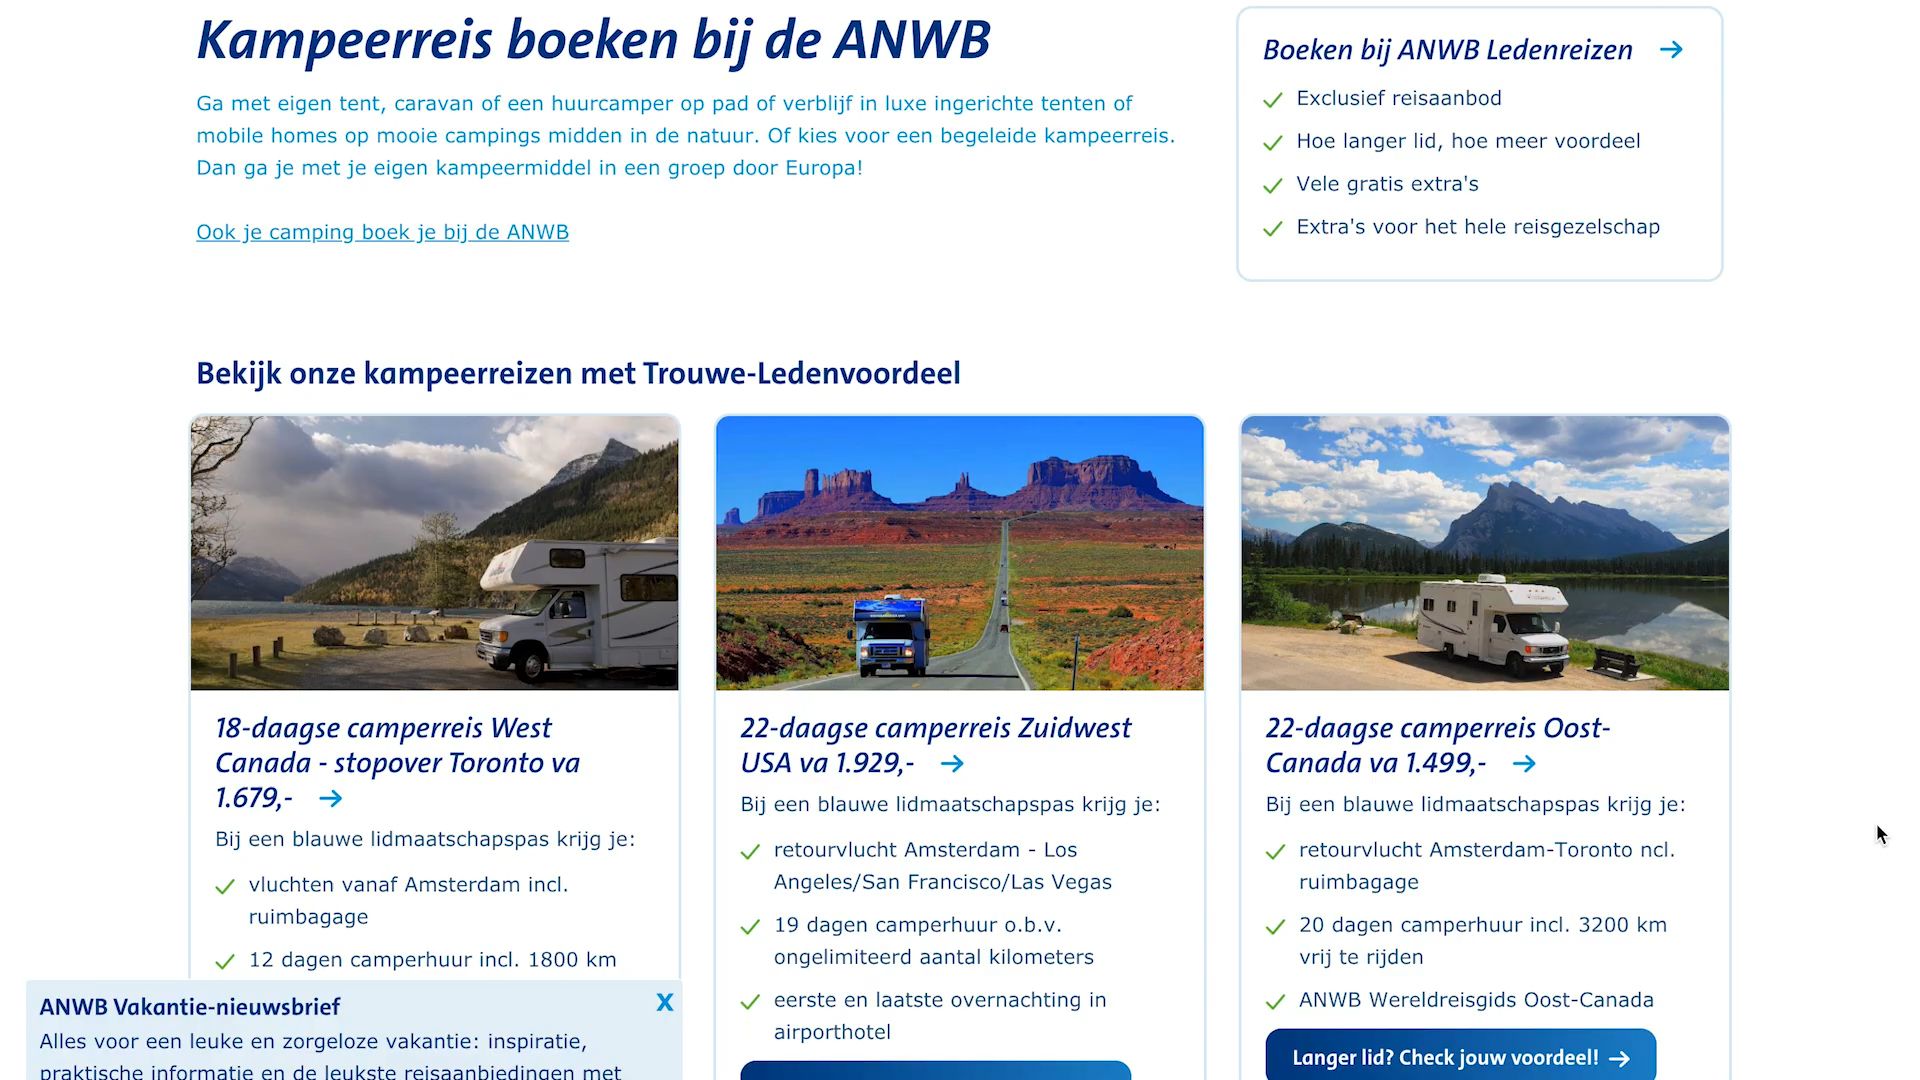 Kampeerreis boeken bij de ANWB
Ga met eigen tent, caravan of een huurcamper op pad of verblijf in luxe ingerichte tenten of
mobile homes op mooie campings midden in de natuur. Of kies voor een begeleide kampeerreis.
Dan ga je met je eigen kampeermiddel in een groep door Europa!
Ook je camping boek je bij de ANWB
Boeken bij ANWB Ledenreizen
Exclusief reisaanbod
Hoe langer lid, hoe meer voordeel
Vele gratis extra's
Extra's voor het hele reisgezelschap
Bekijk onze kampeerreizen met Trouwe-Ledenvoordeel
18-daagse camperreis West
Canada - stopover Toronto va
1.679,-
Bij een blauwe lidmaatschapspas krijg je:
vluchten vanaf Amsterdam incl.
ruimbagage
12 dagen camperhuur incl. 1800 km
22-daagse camperreis Zuidwest
USA va 1.929,-
Bij een blauwe lidmaatschapspas krijg je:
retourvlucht Amsterdam - Los
Angeles/San Francisco/Las Vegas
19 dagen camperhuur o.b.v.
ongelimiteerd aantal kilometers
eerste en laatste overnachting in
airporthotel
22-daagse camperreis Oost-
Canada va 1.499,-
Bij een blauwe lidmaatschapspas krijg je:
retourvlucht Amsterdam-Toronto ncl.
ruimbagage
20 dagen camperhuur incl. 3200 km
vrij te rijden
ANWB Wereldreisgids Oost-Canada
Langer lid? Check jouw voordeel!
ANWB Vakantie-nieuwsbrief
X
Alles voor een leuke en zorgeloze vakantie: inspiratie,
praktische informatie en de leukste reisaanbiedingen met